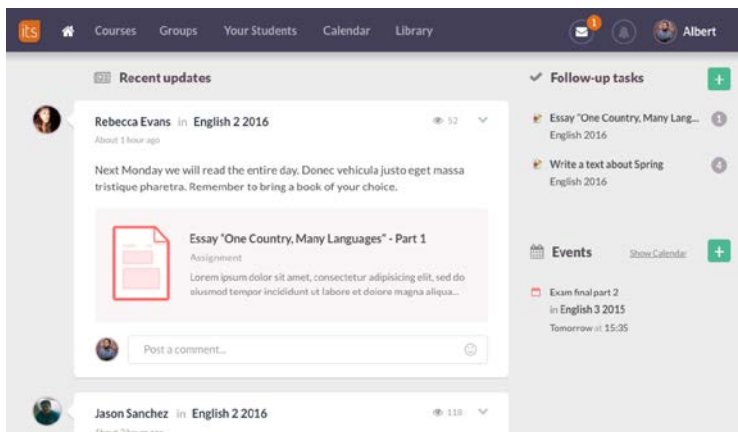 its
Courses Groups Your Students Calendar Library
1
Albert
Recent updates
Rebecca Evans in English 2 2016
52
About 1 hour ago
Next Monday we will read the entire day. Donec vehicula justo eget massa
tristique pharetra. Remember to bring a book of your choice.
Essay "One Country, Many Languages" - Part 1
Assignment
Lorem ipsum dolor sit amet, consectetur adipisicing elit, sed do
eiusmod tempor incididunt ut labore et dolore magna aliqua...
Post a comment...
Jason Sanchez in English 2 2016
118
Follow-up tasks
Essay "One Country, Many Lang...
1
English 2016
Write a text about Spring
4
English 2016
Events
Show Calendar
Exam final part 2
in English 3 2015
Tomorrow at 15:35